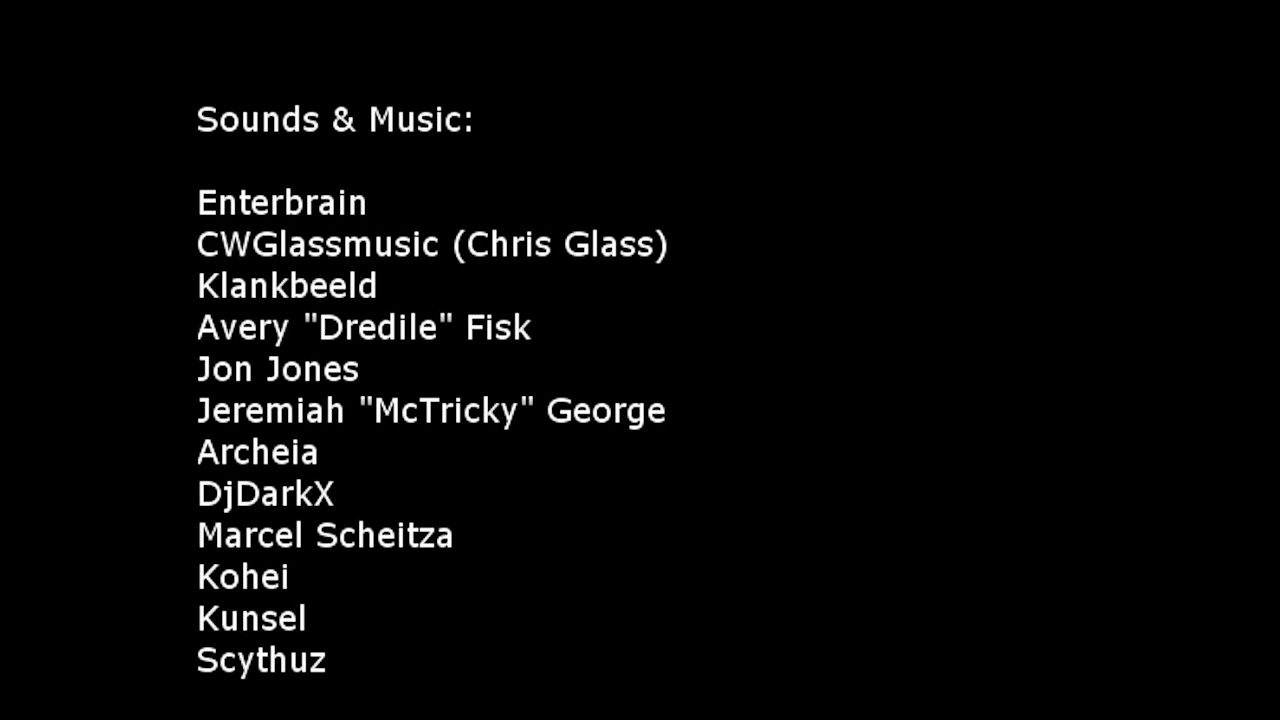 Sounds & Music:
Enterbrain
CWGlassmusic (Chris Glass)
Klankbeeld
Avery "Dredile" Fisk
Jon Jones
Jeremiah "McTricky" George
Archeia
DjDarkX
Marcel Scheitza
Kohei
Kunsel
Scythuz